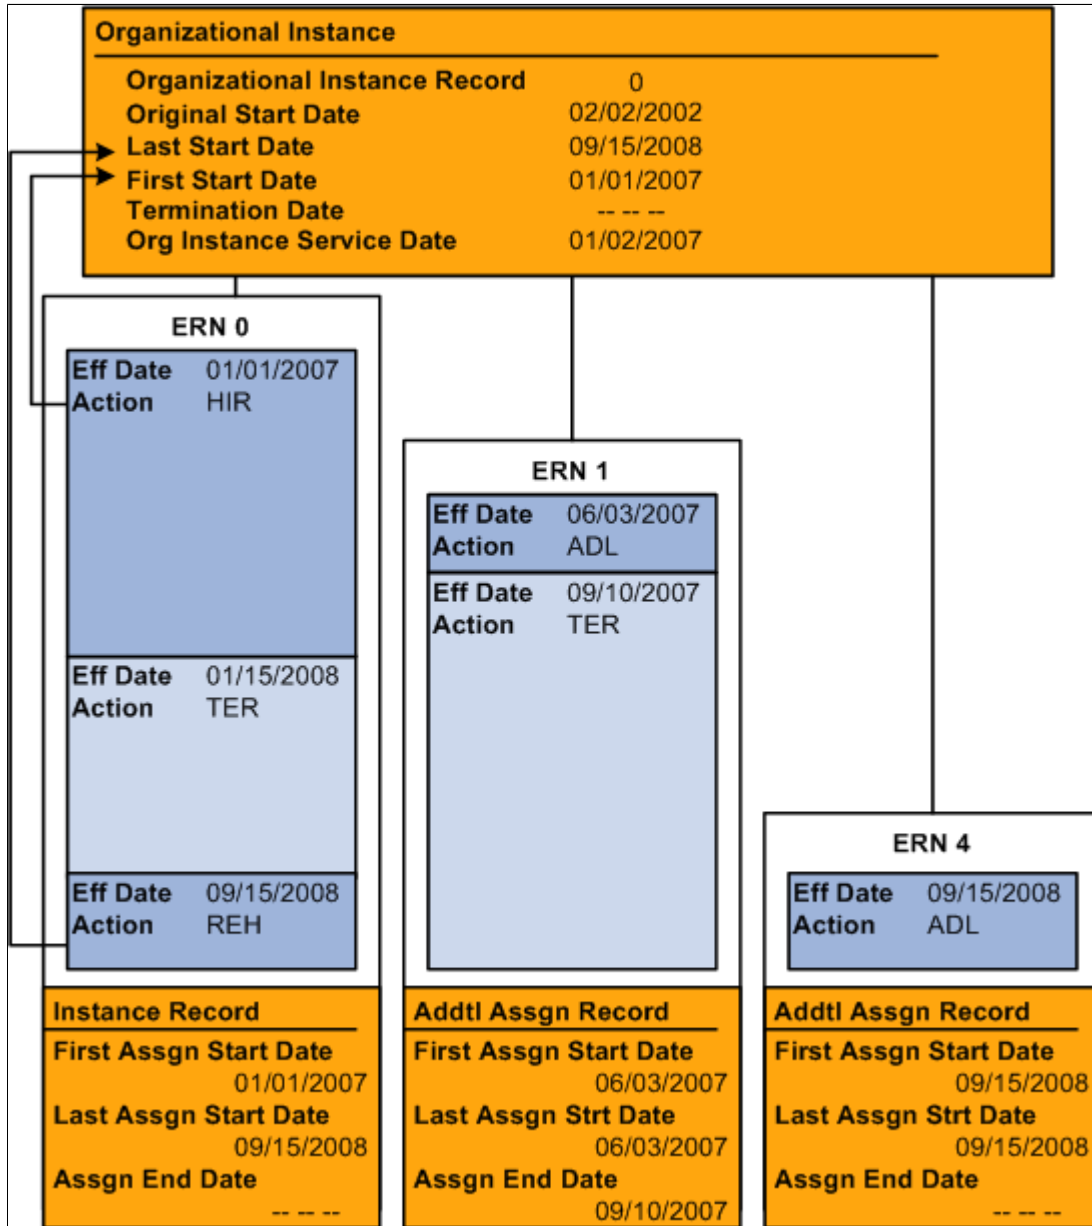 Organizational Instance
Organizational Instance Record 0
Original Start Date 02/02/2002
Last Start Date 09/15/2008
First Start Date 01/01/2007
Termination Date -- -- --
Org Instance Service Date 01/02/2007
ERN 0
Eff Date 01/01/2007
Action HIR
Eff Date 01/15/2008
Action TER
Eff Date 09/15/2008
Action REH
Instance Record
First Assgn Start Date
01/01/2007
Last Assgn Start Date
09/15/2008
Assgn End Date
-- -- --
ERN 1
Eff Date 06/03/2007
Action ADL
Eff Date 09/10/2007
Action TER
Addtl Assgn Record
First Assgn Start Date
06/03/2007
Last Assgn Strt Date
06/03/2007
Assgn End Date
09/10/2007
ERN 4
Eff Date 09/15/2008
Action ADL
Addtl Assgn Record
First Assgn Start Date
09/15/2008
Last Assgn Strt Date
09/15/2008
Assgn End Date
-- -- --